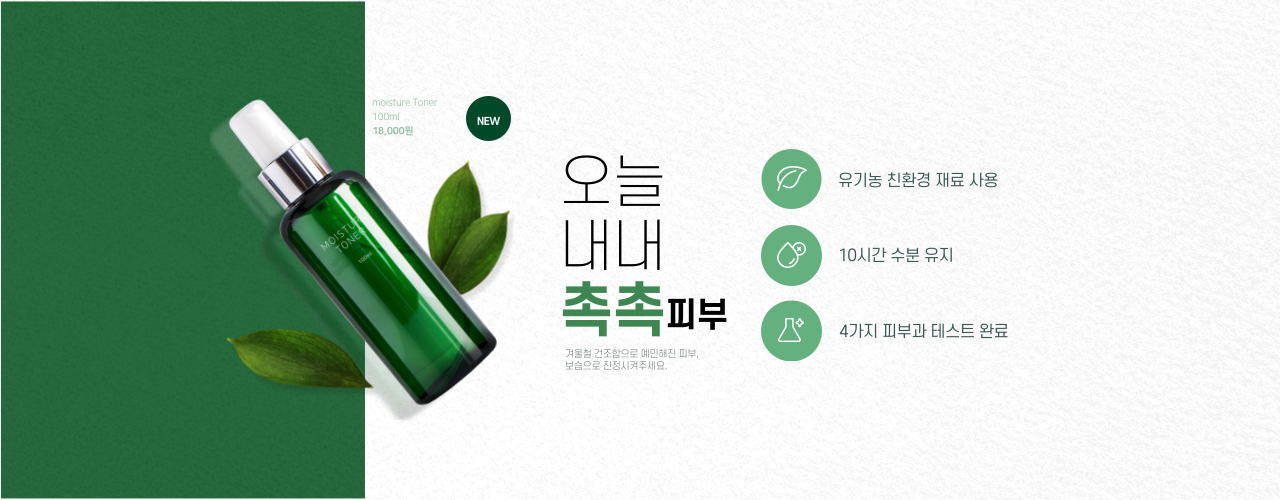 moisture Toner
100ml
18,000원
NEW
MOISTURE
TONER
100ml
오늘
내내
촉촉피부
겨울철 건조함으로 예민해진 피부,
보습으로 진정시켜주세요.
유기농 친환경 재료 사용
10시간 수분 유지
4가지 피부과 테스트 완료